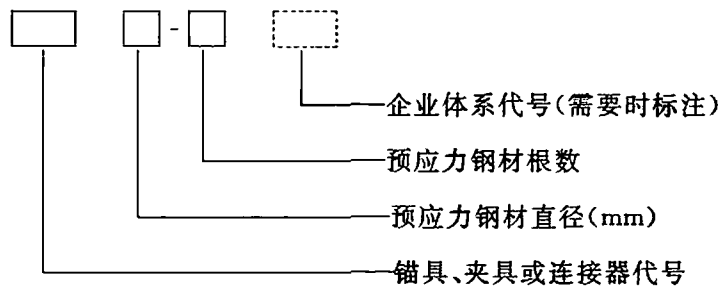 -
企业体系代号(需要时标注)
预应力钢材根数
预应力钢材直径(mm)
锚具、夹具或连接器代号